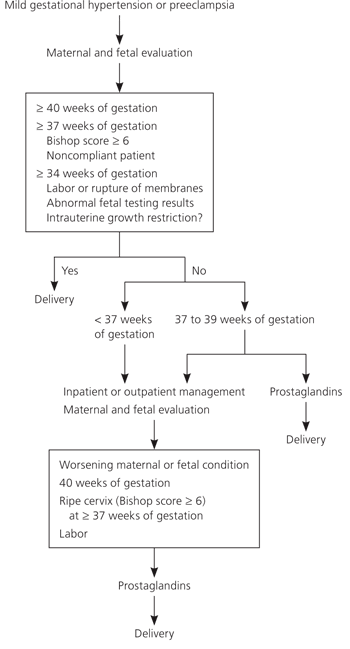 Mild gestational hypertension or preeclampsia
Maternal and fetal evaluation
≥ 40 weeks of gestation
≥ 37 weeks of gestation
Bishop score ≥ 6
Noncompliant patient
≥ 34 weeks of gestation
Labor or rupture of membranes
Abnormal fetal testing results
Intrauterine growth restriction?
Yes
No
Delivery
< 37 weeks
of gestation
37 to 39 weeks of gestation
Inpatient or outpatient management
Maternal and fetal evaluation
Prostaglandins
Delivery
Worsening maternal or fetal condition
40 weeks of gestation
Ripe cervix (Bishop score ≥ 6)
at ≥ 37 weeks of gestation
Labor
Prostaglandins
Delivery